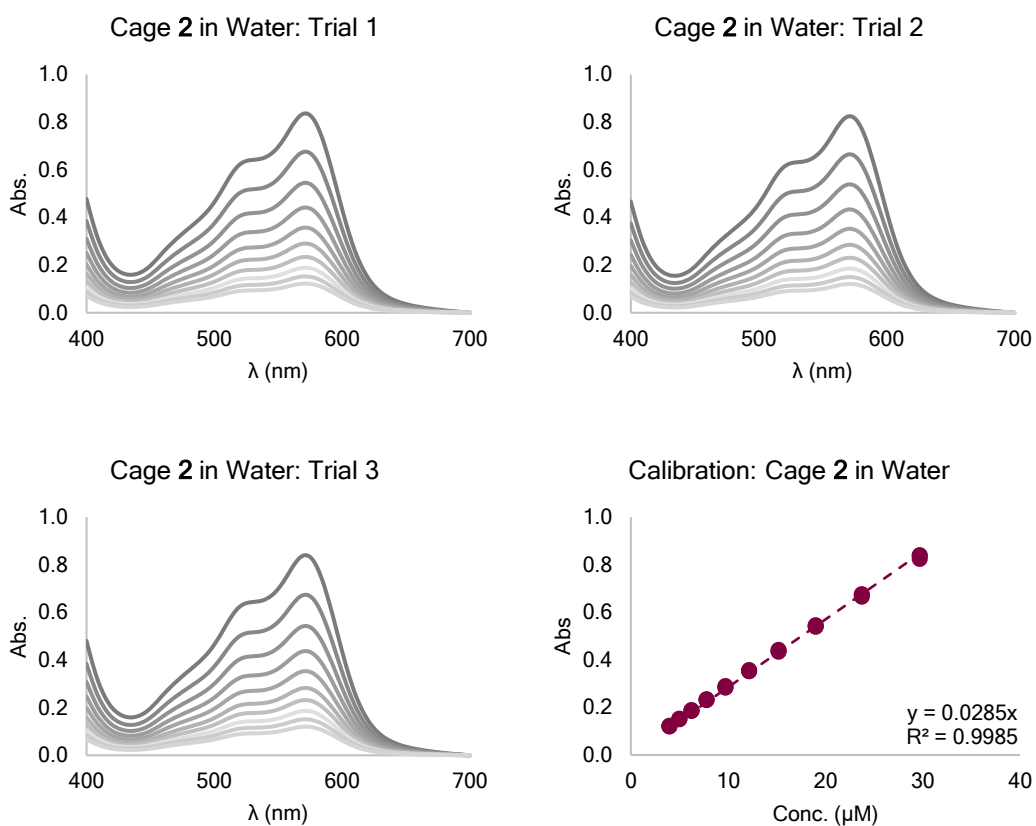 Cage 2 in Water: Trial 1
1.0
0.8
0.6
0.4
0.2
0.0
Abs.
400
500
600
700
λ (nm)
Cage 2 in Water: Trial 2
1.0
0.8
0.6
0.4
0.2
0.0
Abs.
400
500
600
700
λ (nm)
Cage 2 in Water: Trial 3
1.0
0.8
0.6
0.4
0.2
0.0
Abs.
400
500
600
700
λ (nm)
Calibration: Cage 2 in Water
1.0
0.8
0.6
0.4
0.2
0.0
Abs
y = 0.0285x
R² = 0.9985
0
10
20
30
40
Conc. (µM)